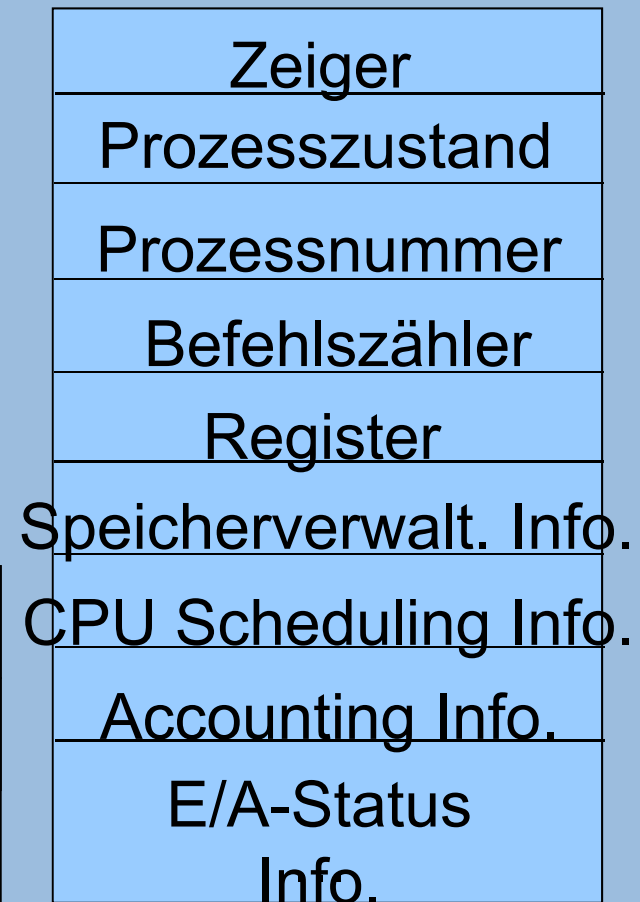 Zeiger
Prozesszustand
Prozessnummer
Befehlszähler
Register
Speicherverwalt. Info.
CPU Scheduling Info.
Accounting Info.
E/A-Status
Info.